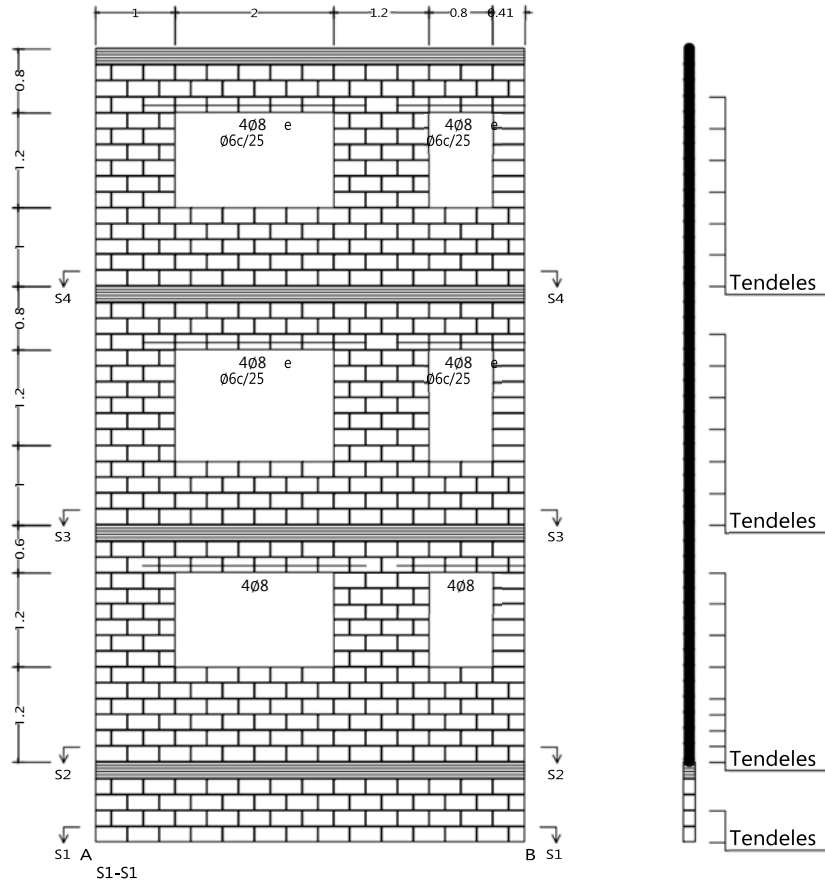 1 2 1.2 0.8 0.41
0.8
4Ø8 e 4Ø8 e
Ø6c/25 Ø6c/25
1.2
1
Tendeles
S4 S4
0.8
4Ø8 e 4Ø8 e
Ø6c/25 Ø6c/25
1.2
1
Tendeles
S3 S3
0.6
4Ø8 4Ø8
1.2
1.2
Tendeles
S2 S2
Tendeles
S1 A B S1
S1-S1